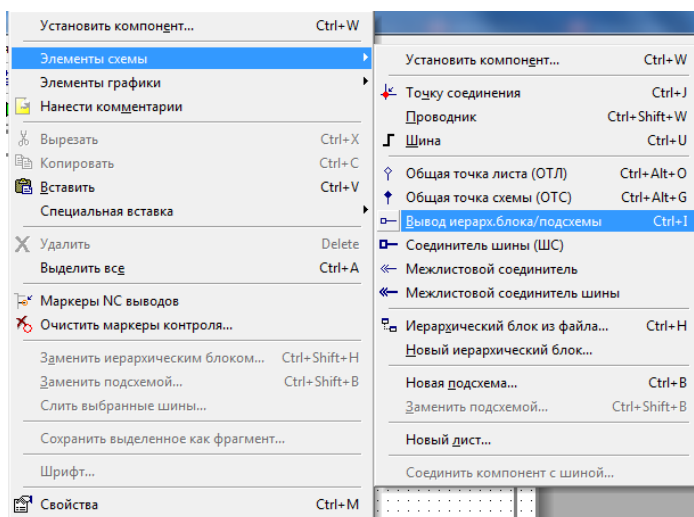 Установить компонент... Ctrl+W
Элементы схемы
Элементы графики
Нанести комментарии
Вырезать Ctrl+X
Копировать Ctrl+C
Вставить Ctrl+V
Специальная вставка
Удалить Delete
Выделить все Ctrl+A
Маркеры NC выводов
Очистить маркеры контроля...
Заменить иерархическим блоком... Ctrl+Shift+H
Заменить подсхемой... Ctrl+Shift+B
Слить выбранные шины...
Сохранить выделенное как фрагмент...
Шрифт...
Свойства Ctrl+M
Установить компонент... Ctrl+W
Точку соединения Ctrl+J
Проводник Ctrl+Shift+W
Шина Ctrl+U
Общая точка листа (ОТЛ) Ctrl+Alt+O
Общая точка схемы (ОТС) Ctrl+Alt+G
Вывод иерарх.блока/подсхемы Ctrl+I
Соединитель шины (ШС)
Межлистовой соединитель
Межлистовой соединитель шины
Иерархический блок из файла... Ctrl+H
Новый иерархический блок...
Новая подсхема... Ctrl+B
Заменить подсхемой... Ctrl+Shift+B
Новый лист...
Соединить компонент с шиной...